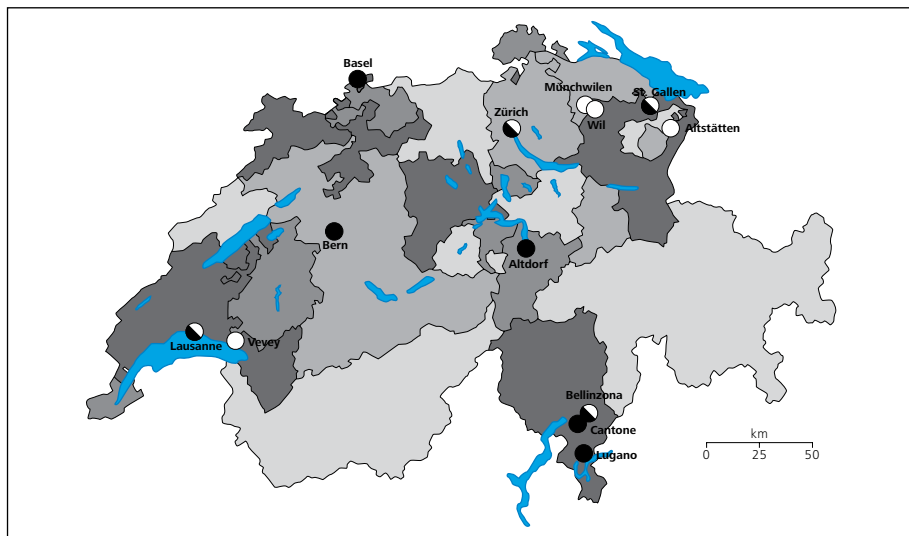 Basel
Münchwilen
St. Gallen
Zürich
Wil
Altstätten
Bern
Altdorf
Lausanne
Vevey
Bellinzona
Cantone
Lugano
km
0 25 50